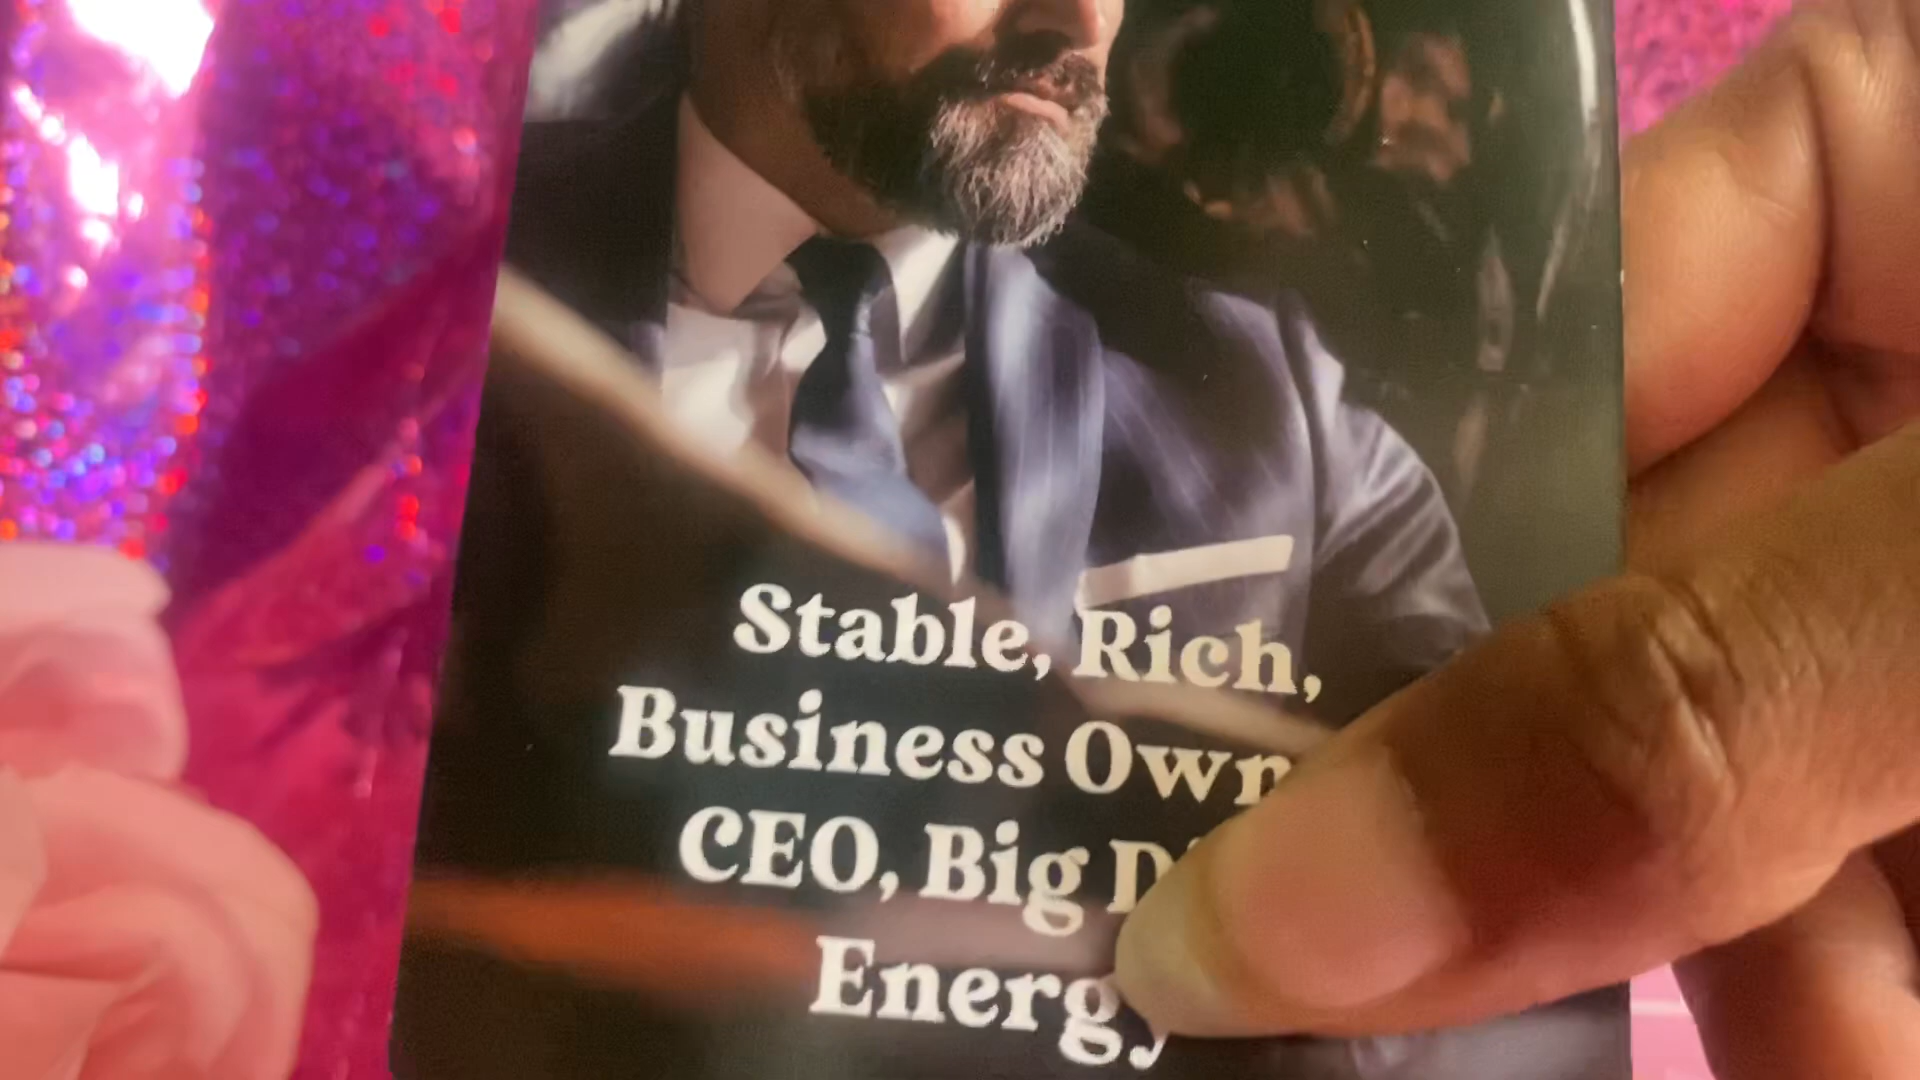 Stable, Rich,
Business Own
CEO, Big D
Energy